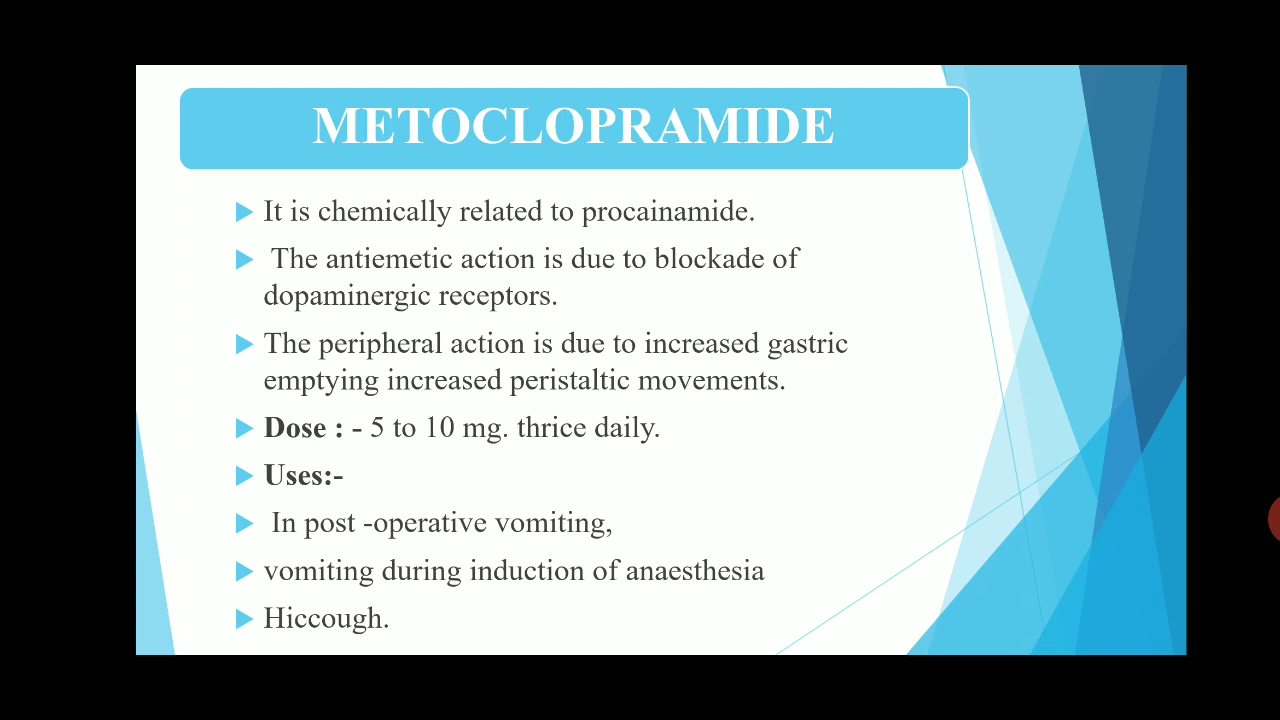 METOCLOPRAMIDE
It is chemically related to procainamide.
The antiemetic action is due to blockade of
dopaminergic receptors.
The peripheral action is due to increased gastric
emptying increased peristaltic movements.
Dose : - 5 to 10 mg. thrice daily.
Uses:-
In post -operative vomiting,
vomiting during induction of anaesthesia
Hiccough.